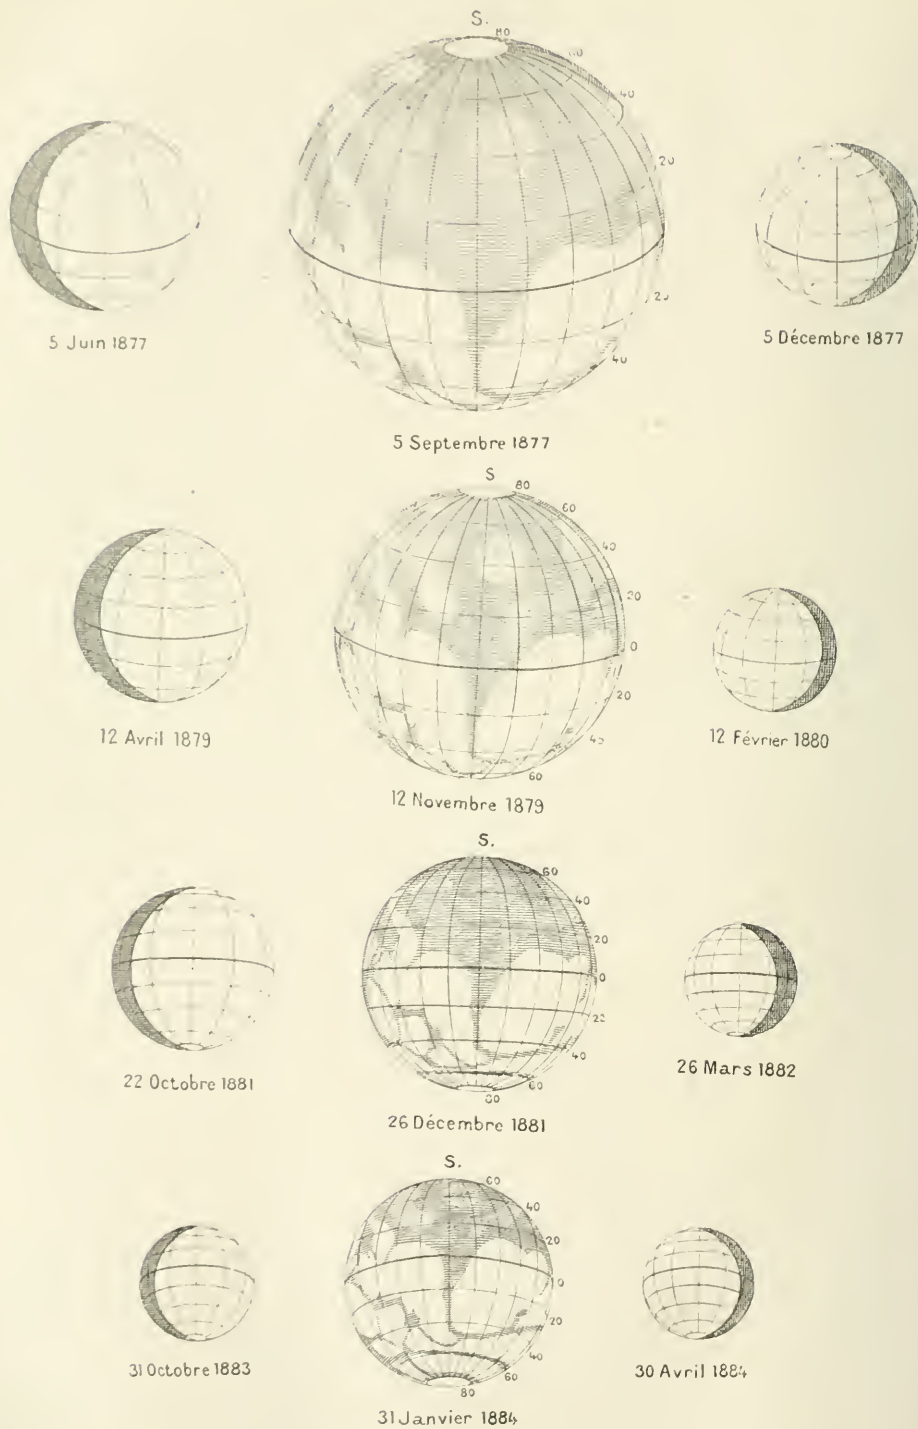 S.
80
60
40
20
20
40
5 Juin 1877
5 Décembre 1877
5 Septembre 1877
S
80
60
40
20
0
20
40
60
12 Avril 1879
12 Février 1880
12 Novembre 1879
S.
60
40
20
0
20
40
60
80
22 Octobre 1881
26 Mars 1882
26 Décembre 1881
S.
60
40
20
0
20
40
60
80
31 Octobre 1883
30 Avril 1884
31 Janvier 1884